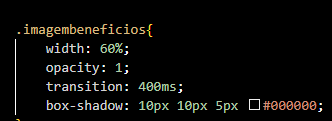 .imagembeneficios{
    width: 60%;
    opacity: 1;
    transition: 400ms;
    box-shadow: 10px 10px 5px #000000;
}